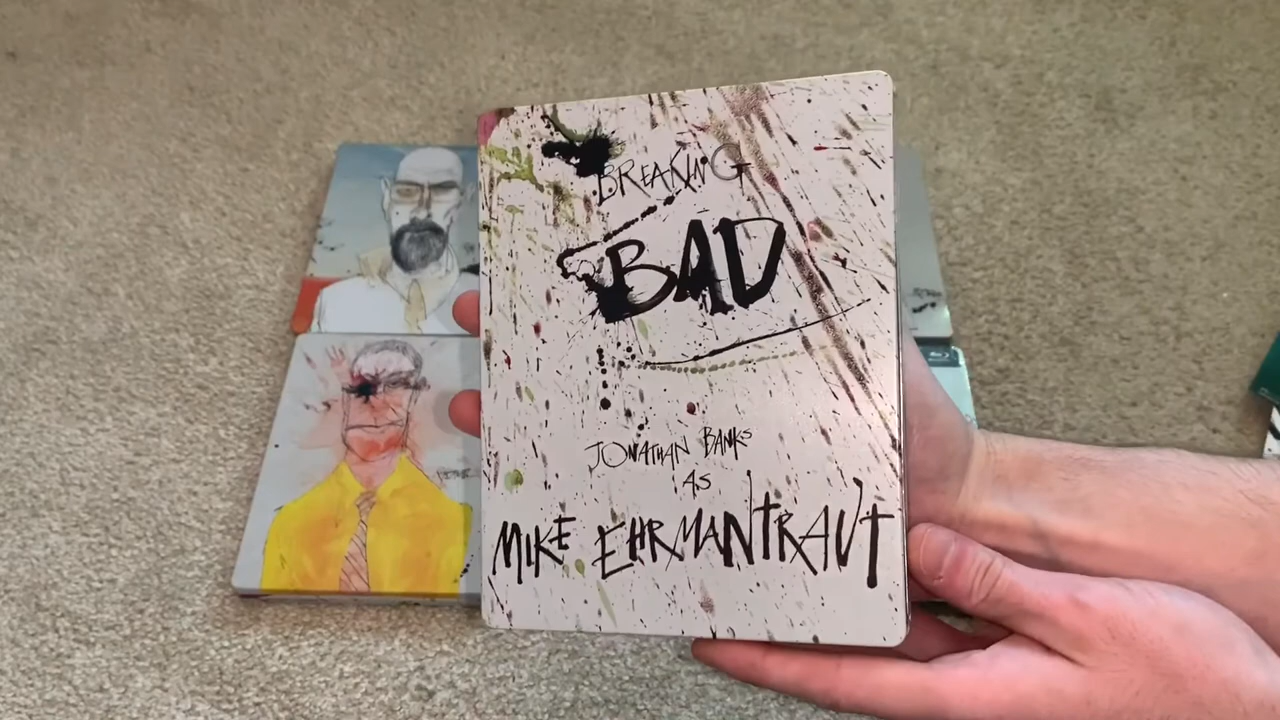 BREAKING
BAD
JONATHAN BANKS
AS
MIKE EHRMANTRAUT